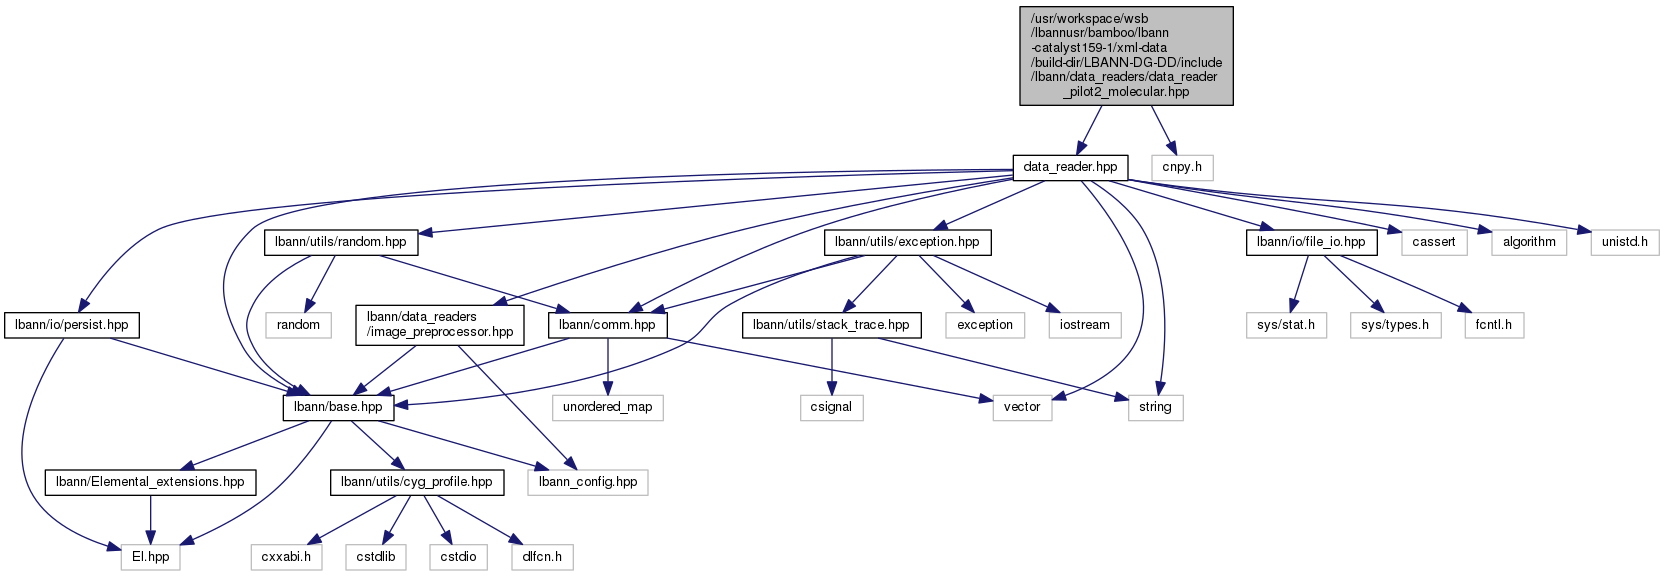 /usr/workspace/wsb
/lbannusr/bamboo/lbann
-catalyst159-1/xml-data
/build-dir/LBANN-DG-DD/include
/lbann/data_readers/data_reader
_pilot2_molecular.hpp
data_reader.hpp
cnpy.h
lbann/utils/random.hpp
lbann/utils/exception.hpp
lbann/io/file_io.hpp
cassert
algorithm
unistd.h
lbann/io/persist.hpp
random
lbann/data_readers
/image_preprocessor.hpp
lbann/comm.hpp
lbann/utils/stack_trace.hpp
exception
iostream
sys/stat.h
sys/types.h
fcntl.h
lbann/base.hpp
unordered_map
csignal
vector
string
lbann/Elemental_extensions.hpp
lbann/utils/cyg_profile.hpp
lbann_config.hpp
El.hpp
cxxabi.h
cstdlib
cstdio
dlfcn.h